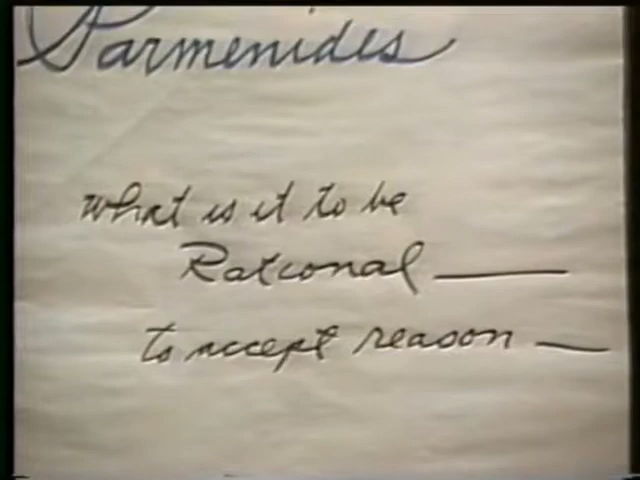 Parmenides
What is it to be
Rational —
to accept reason —